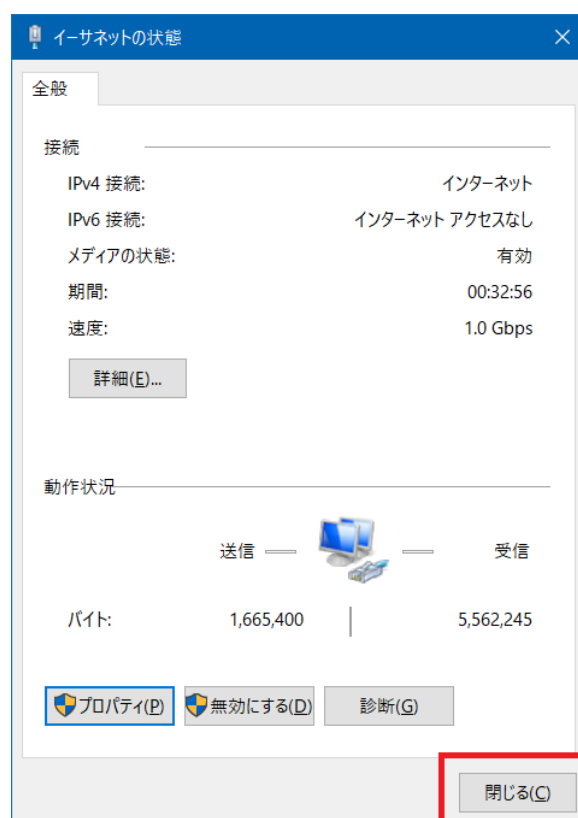 イーサネットの状態
全般
接続
IPv4 接続: インターネット
IPv6 接続: インターネット アクセスなし
メディアの状態: 有効
期間: 00:32:56
速度: 1.0 Gbps
詳細(E)...
動作状況
送信 受信
バイト: 1,665,400 5,562,245
プロパティ(P) 無効にする(D) 診断(G)
閉じる(C)